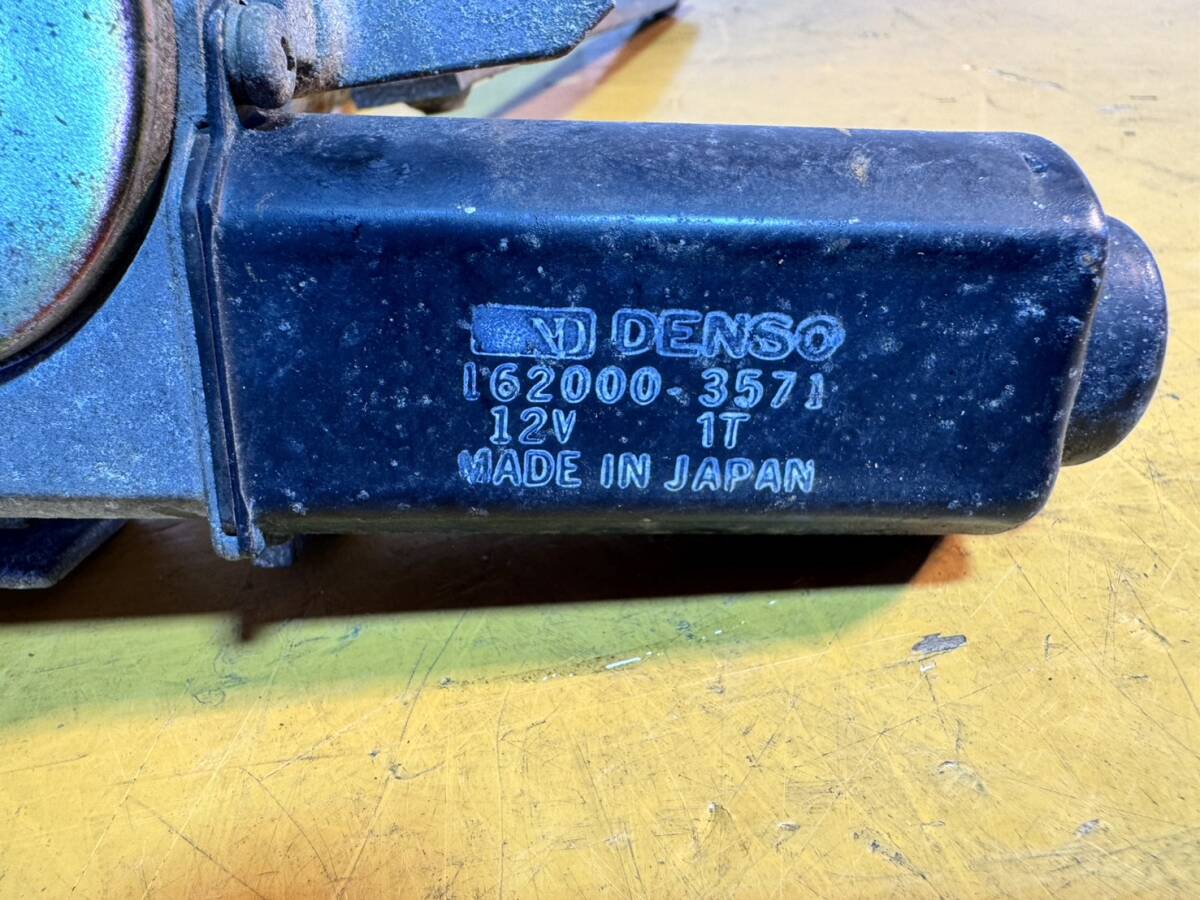 ND DENSO
162000-3571
12V 1T
MADE IN JAPAN